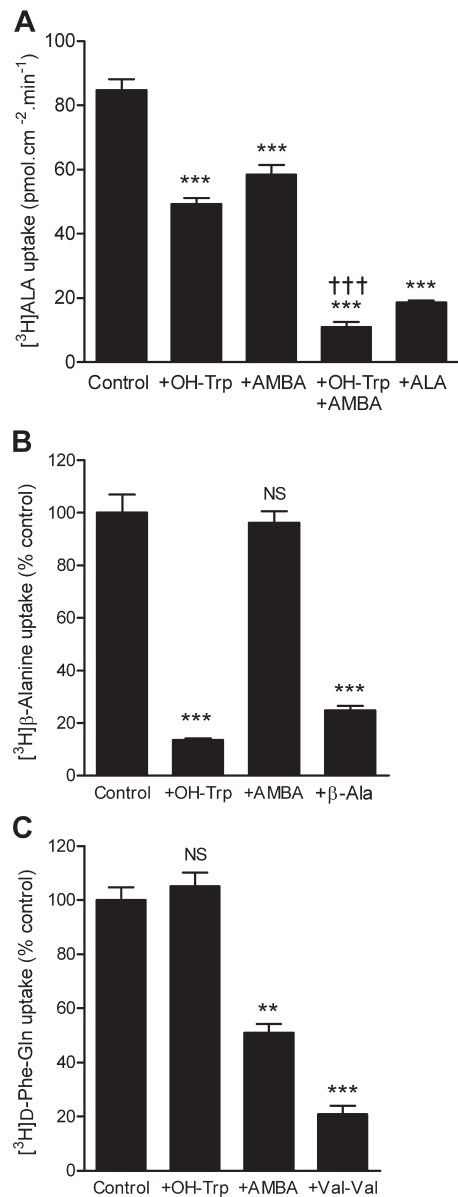 A
[³H]ALA uptake (pmol.cm⁻².min⁻¹)
100
80
60
40
20
0
***
***
†††
***
***
Control +OH-Trp +AMBA +OH-Trp +ALA
+AMBA
B
[³H]β-Alanine uptake (% control)
120
100
80
60
40
20
0
NS
***
***
Control +OH-Trp +AMBA +β-Ala
C
[³H]D-Phe-Gln uptake (% control)
120
100
80
60
40
20
0
NS
**
***
Control +OH-Trp +AMBA +Val-Val